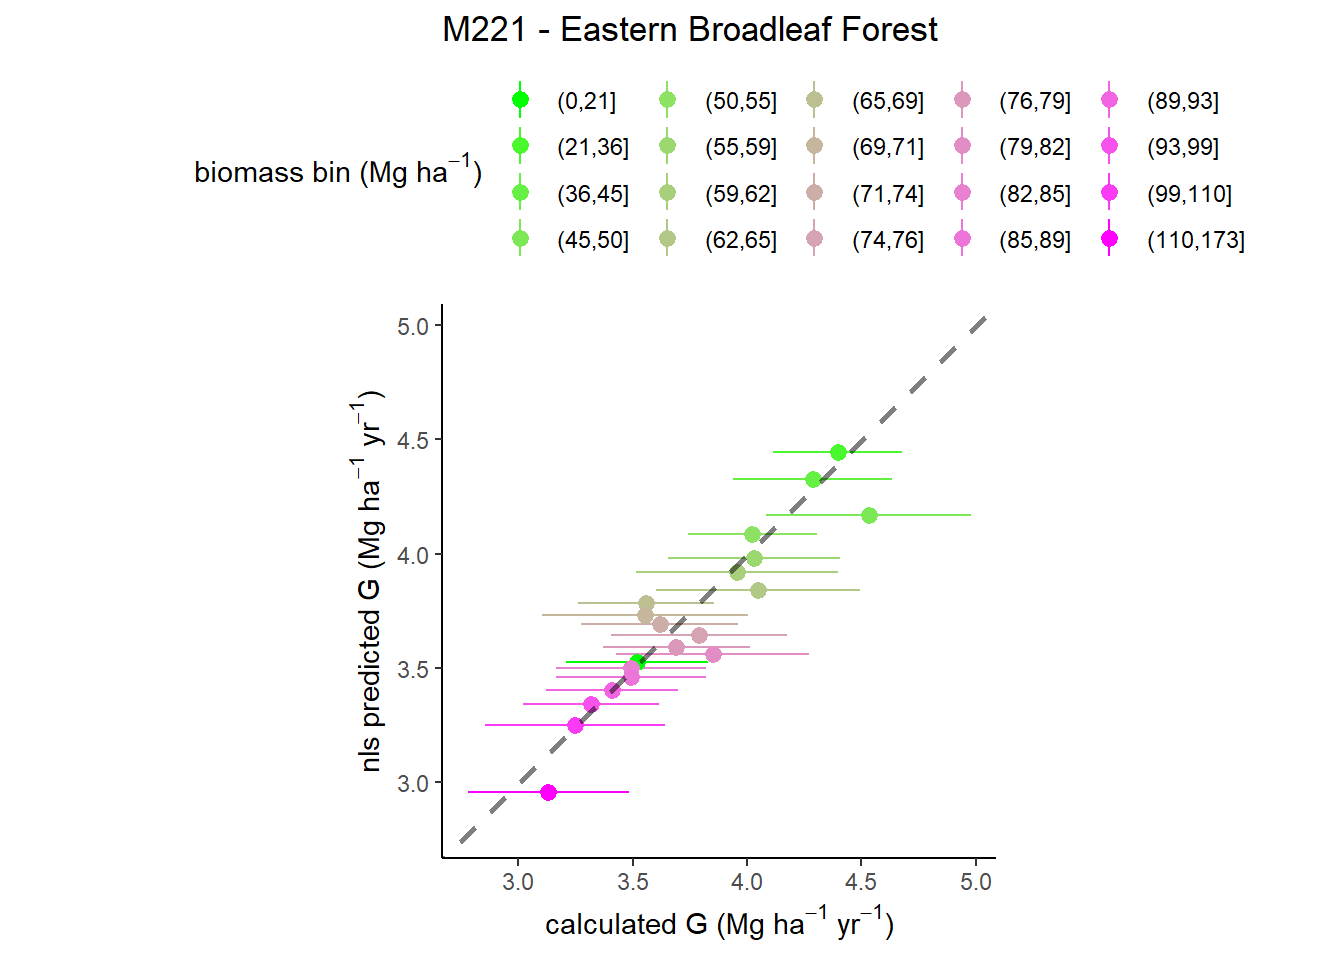 M221 - Eastern Broadleaf Forest
biomass bin (Mg ha⁻¹)
(0,21] (50,55] (65,69] (76,79] (89,93]
(21,36] (55,59] (69,71] (79,82] (93,99]
(36,45] (59,62] (71,74] (82,85] (99,110]
(45,50] (62,65] (74,76] (85,89] (110,173]
nls predicted G (Mg ha⁻¹ yr⁻¹)
5.0
4.5
4.0
3.5
3.0
3.0 3.5 4.0 4.5 5.0
calculated G (Mg ha⁻¹ yr⁻¹)